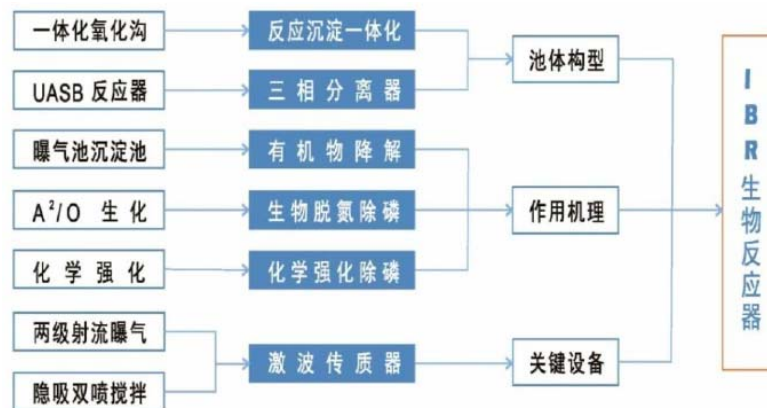 一体化氧化沟
反应沉淀一体化
池体构型
UASB 反应器
三相分离器
曝气池沉淀池
有机物降解
A²/O 生化
生物脱氮除磷
作用机理
化学强化
化学强化除磷
两级射流曝气
激波传质器
关键设备
隐吸双喷搅拌
IBR生物反应器